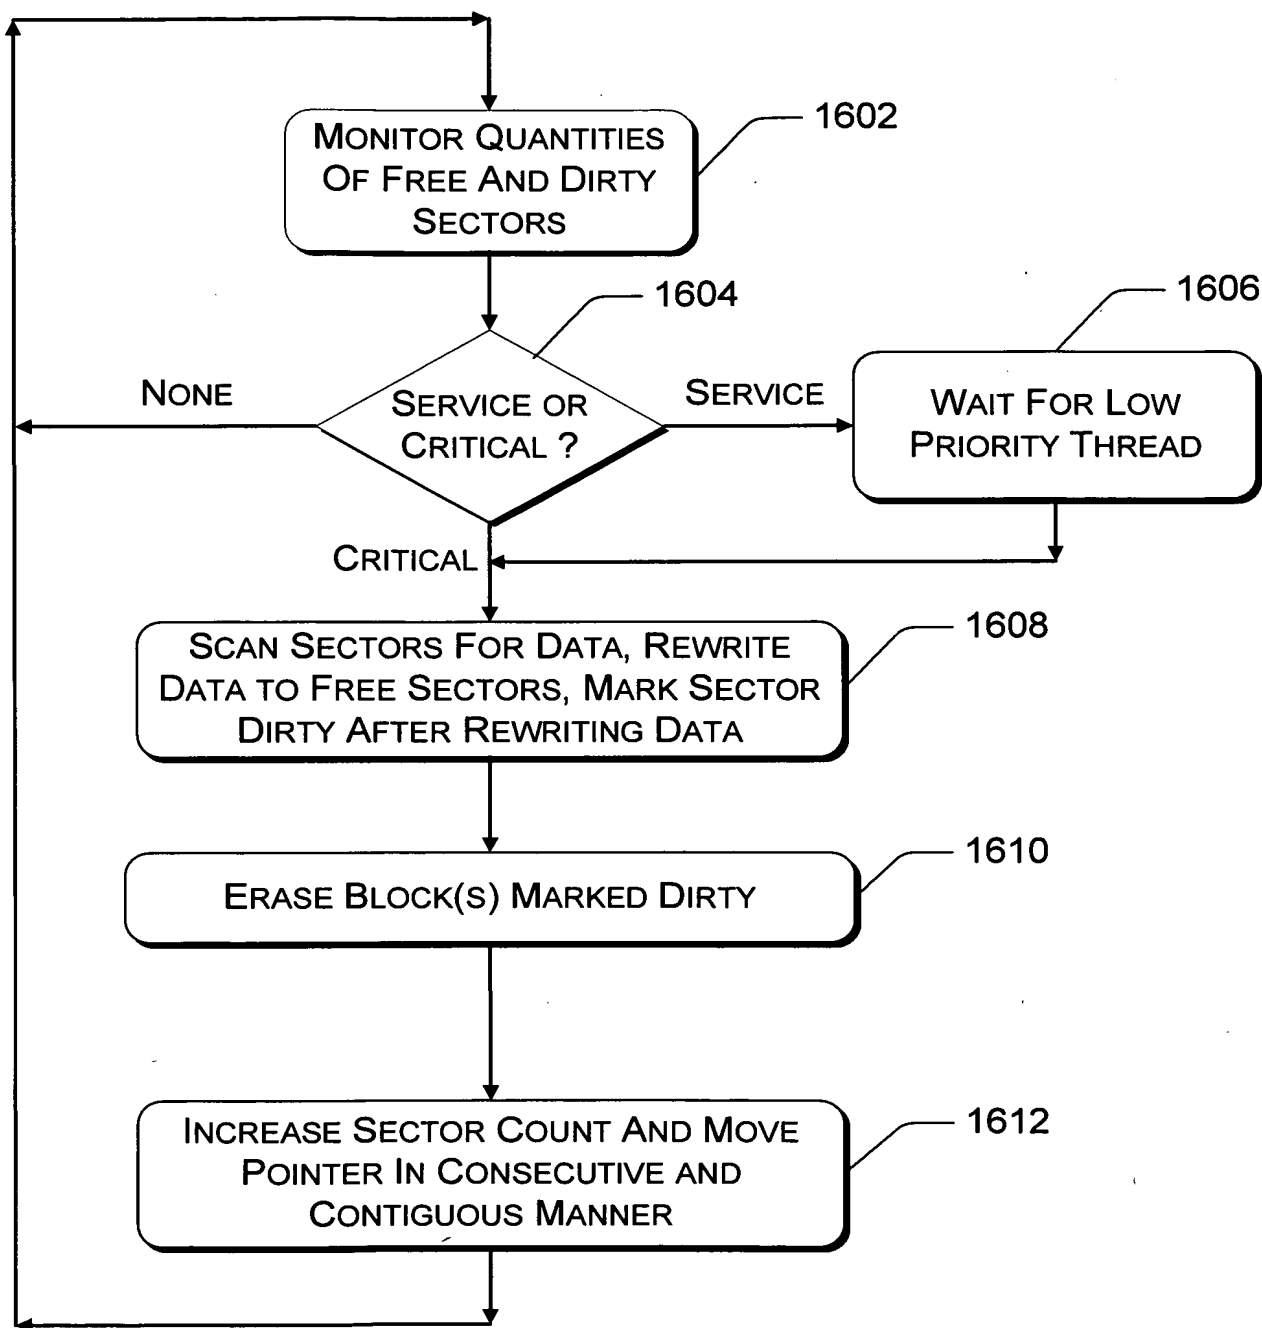 MONITOR QUANTITIES
OF FREE AND DIRTY
SECTORS
1602
1604
SERVICE OR
CRITICAL ?
NONE
SERVICE
1606
WAIT FOR LOW
PRIORITY THREAD
CRITICAL
1608
SCAN SECTORS FOR DATA, REWRITE
DATA TO FREE SECTORS, MARK SECTOR
DIRTY AFTER REWRITING DATA
1610
ERASE BLOCK(S) MARKED DIRTY
1612
INCREASE SECTOR COUNT AND MOVE
POINTER IN CONSECUTIVE AND
CONTIGUOUS MANNER